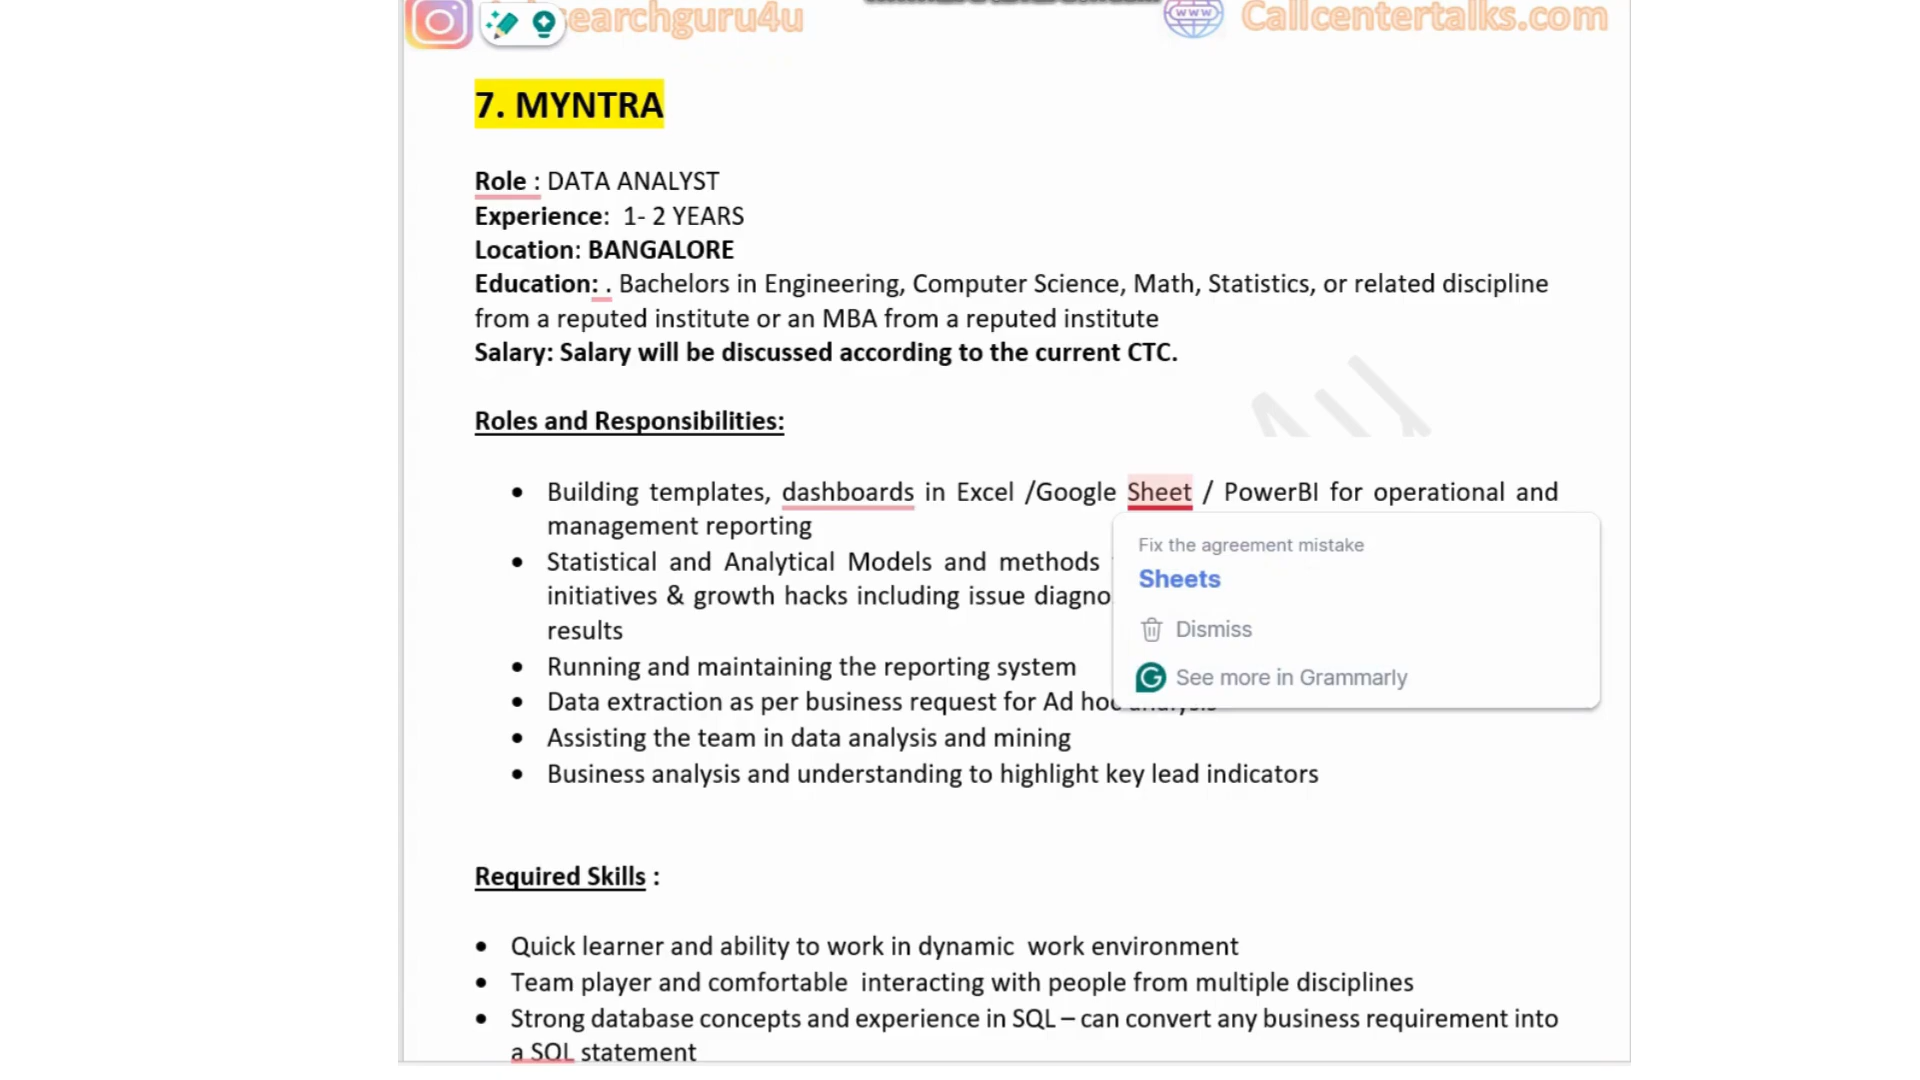 earchguru4u
www
Callcentertalks.com
7. MYNTRA
Role : DATA ANALYST
Experience: 1- 2 YEARS
Location: BANGALORE
Education: . Bachelors in Engineering, Computer Science, Math, Statistics, or related discipline
from a reputed institute or an MBA from a reputed institute
Salary: Salary will be discussed according to the current CTC.
Roles and Responsibilities:
• Building templates, dashboards in Excel /Google Sheet / PowerBI for operational and
management reporting
• Statistical and Analytical Models and methods
initiatives & growth hacks including issue diagno
results
• Running and maintaining the reporting system
• Data extraction as per business request for Ad hoc analysis
• Assisting the team in data analysis and mining
• Business analysis and understanding to highlight key lead indicators
Fix the agreement mistake
Sheets
Dismiss
See more in Grammarly
Required Skills :
• Quick learner and ability to work in dynamic work environment
• Team player and comfortable interacting with people from multiple disciplines
• Strong database concepts and experience in SQL – can convert any business requirement into
a SQL statement